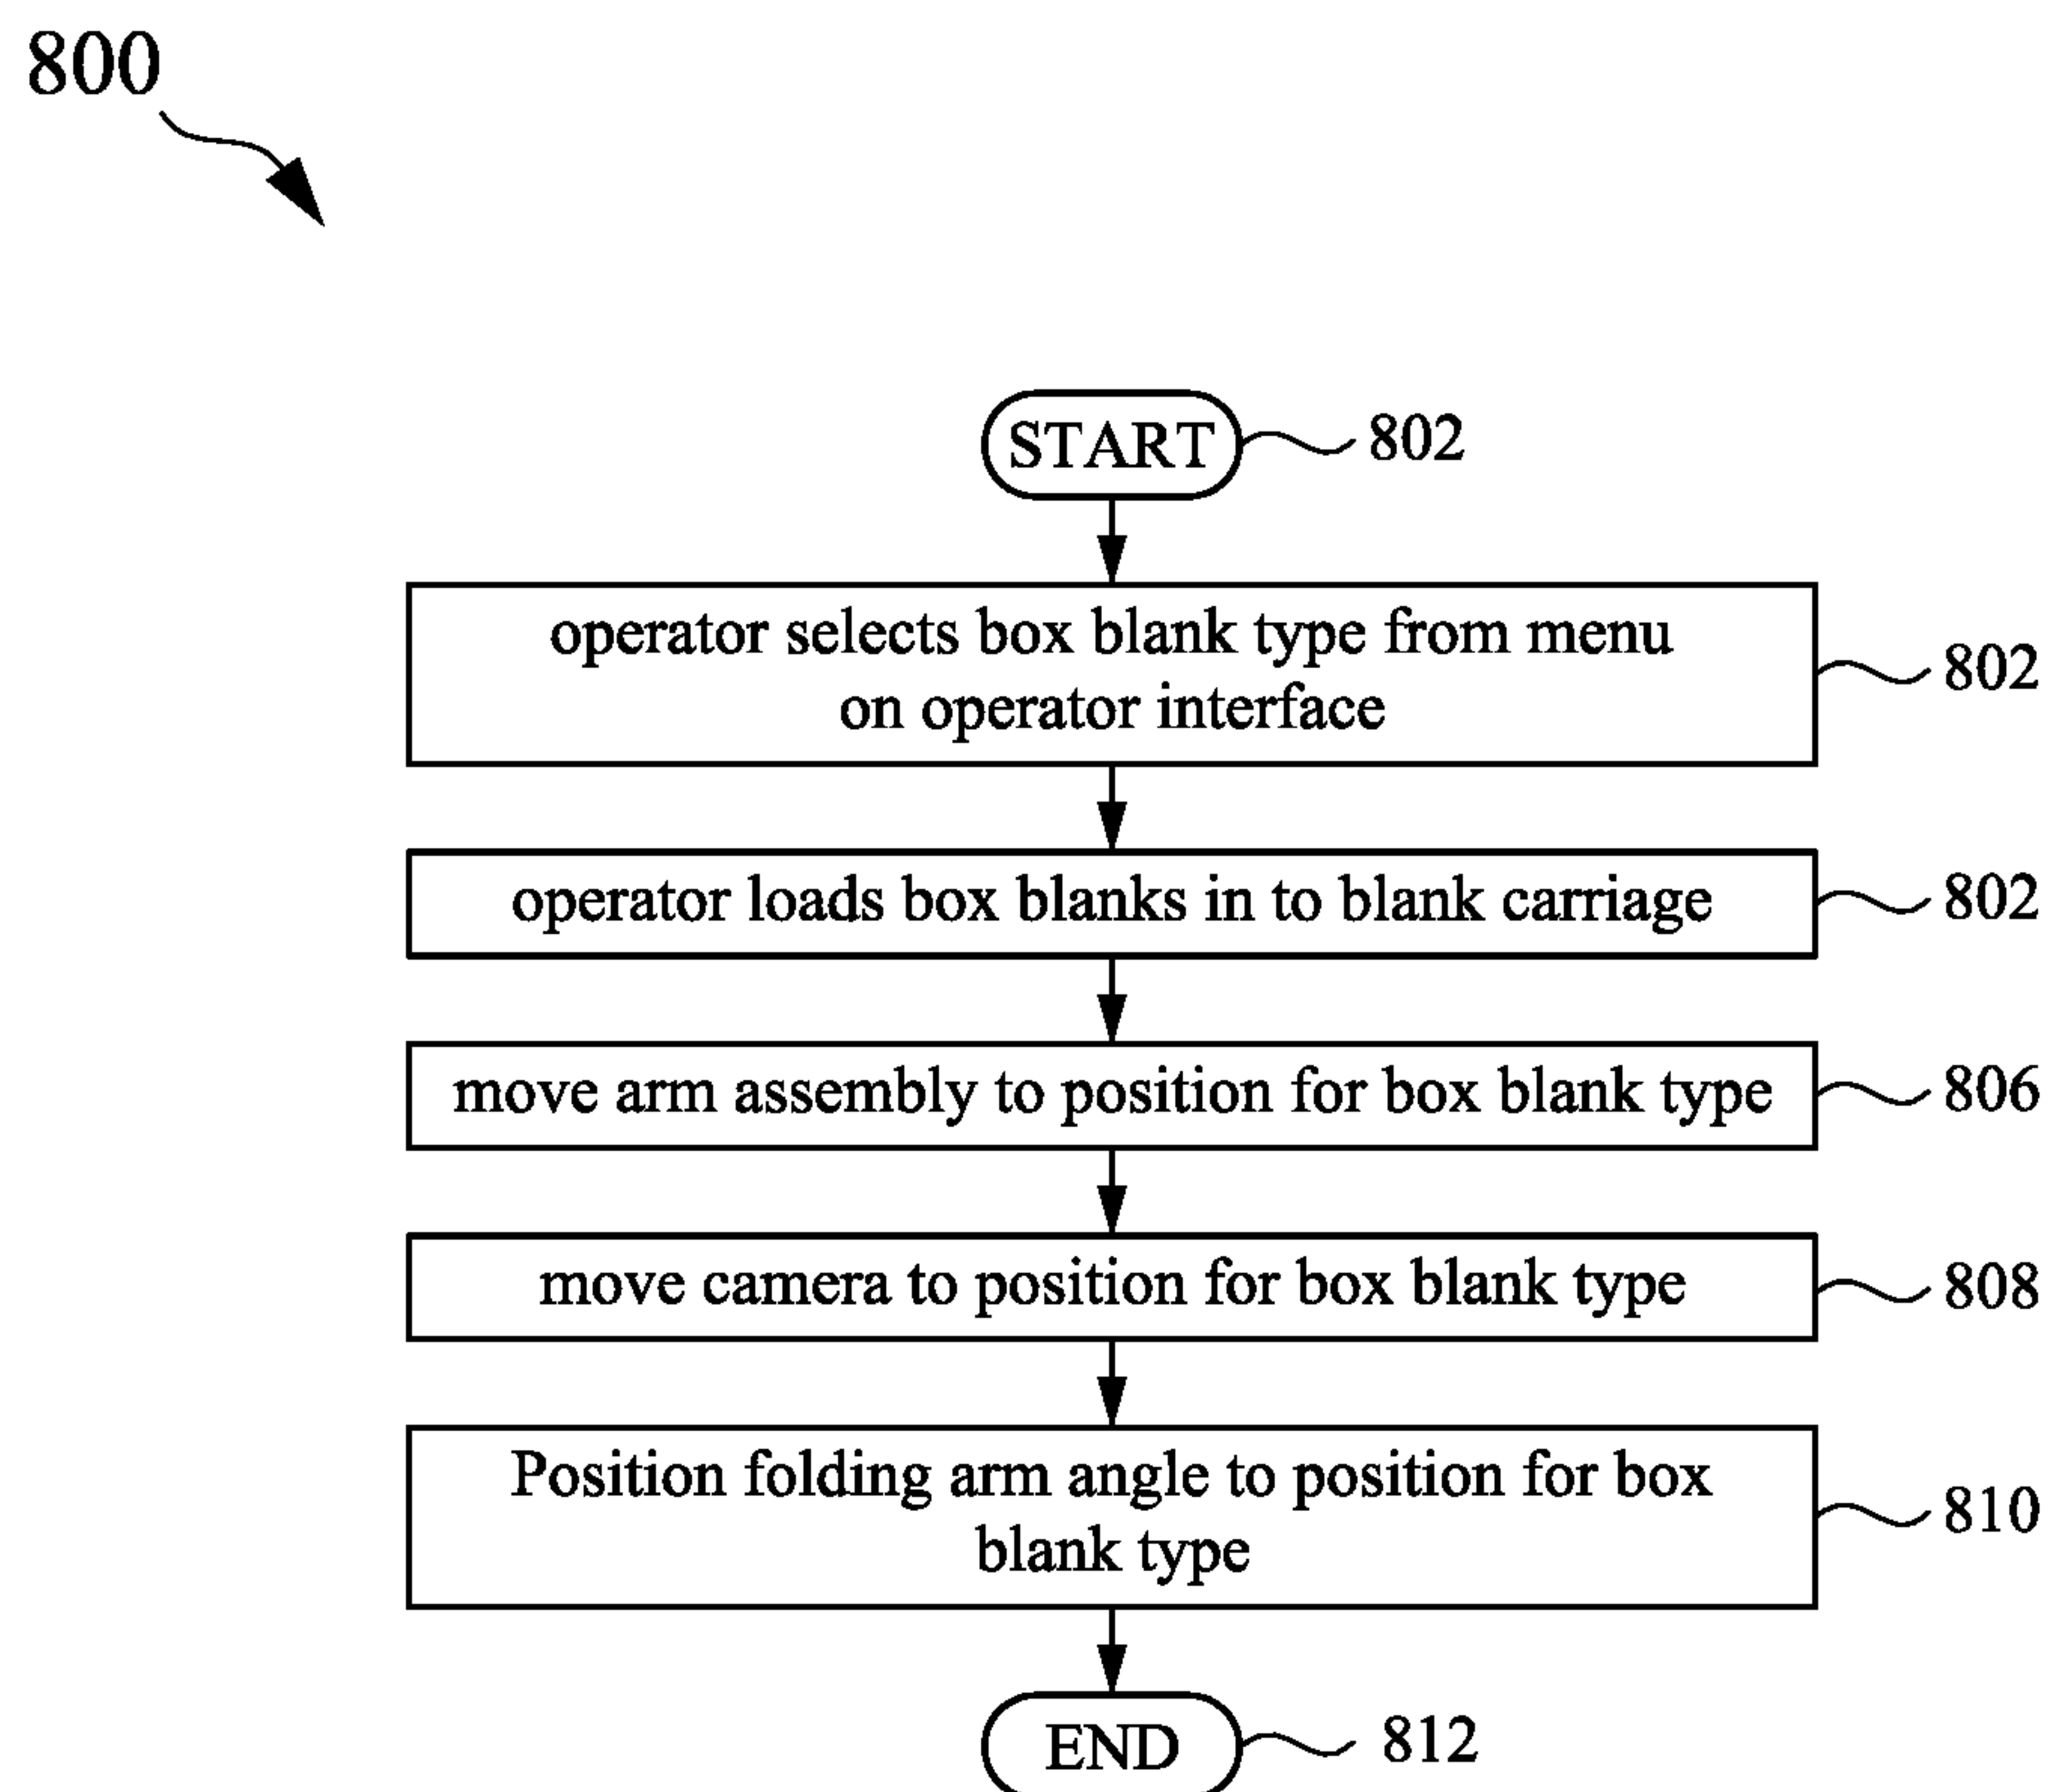 800
START
802
operator selects box blank type from menu
on operator interface
802
operator loads box blanks in to blank carriage
802
move arm assembly to position for box blank type
806
move camera to position for box blank type
808
Position folding arm angle to position for box
blank type
810
END
812